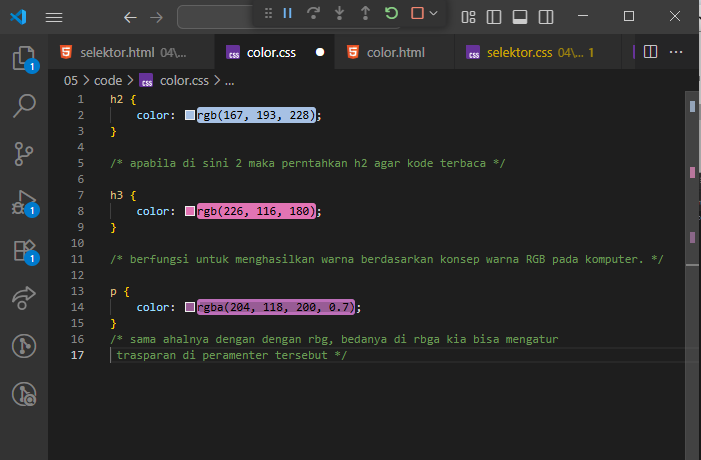 selektor.html 04\...
color.css
color.html
selektor.css 04\... 1
05 > code > color.css > ...
1 h2 {
2 color: rgb(167, 193, 228);
3 }
4
5 /* apabila di sini 2 maka perntahkan h2 agar kode terbaca */
6
7 h3 {
8 color: rgb(226, 116, 180);
9 }
10
11 /* berfungsi untuk menghasilkan warna berdasarkan konsep warna RGB pada komputer. */
12
13 p {
14 color: rgba(204, 118, 200, 0.7);
15 }
16 /* sama ahalnya dengan dengan rbg, bedanya di rbga kia bisa mengatur
17 trasparan di peramenter tersebut */
1
1
1